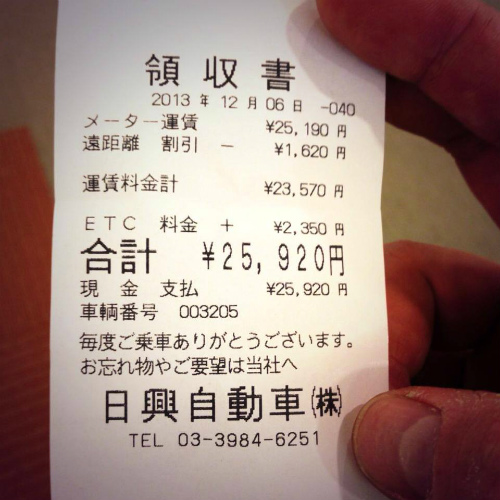 領収書
2013 年 12 月 06 日 -040
メーター運賃 ¥25,190 円
遠距離 割引 - ¥1,620 円
運賃料金計 ¥23,570 円
ETC 料金 + ¥2,350 円
合計 ¥25,920円
現 金 支払 ¥25,920 円
車輌番号 003205
毎度ご乗車ありがとうございます。
お忘れ物やご要望は当社へ
日興自動車㈱
TEL 03-3984-6251